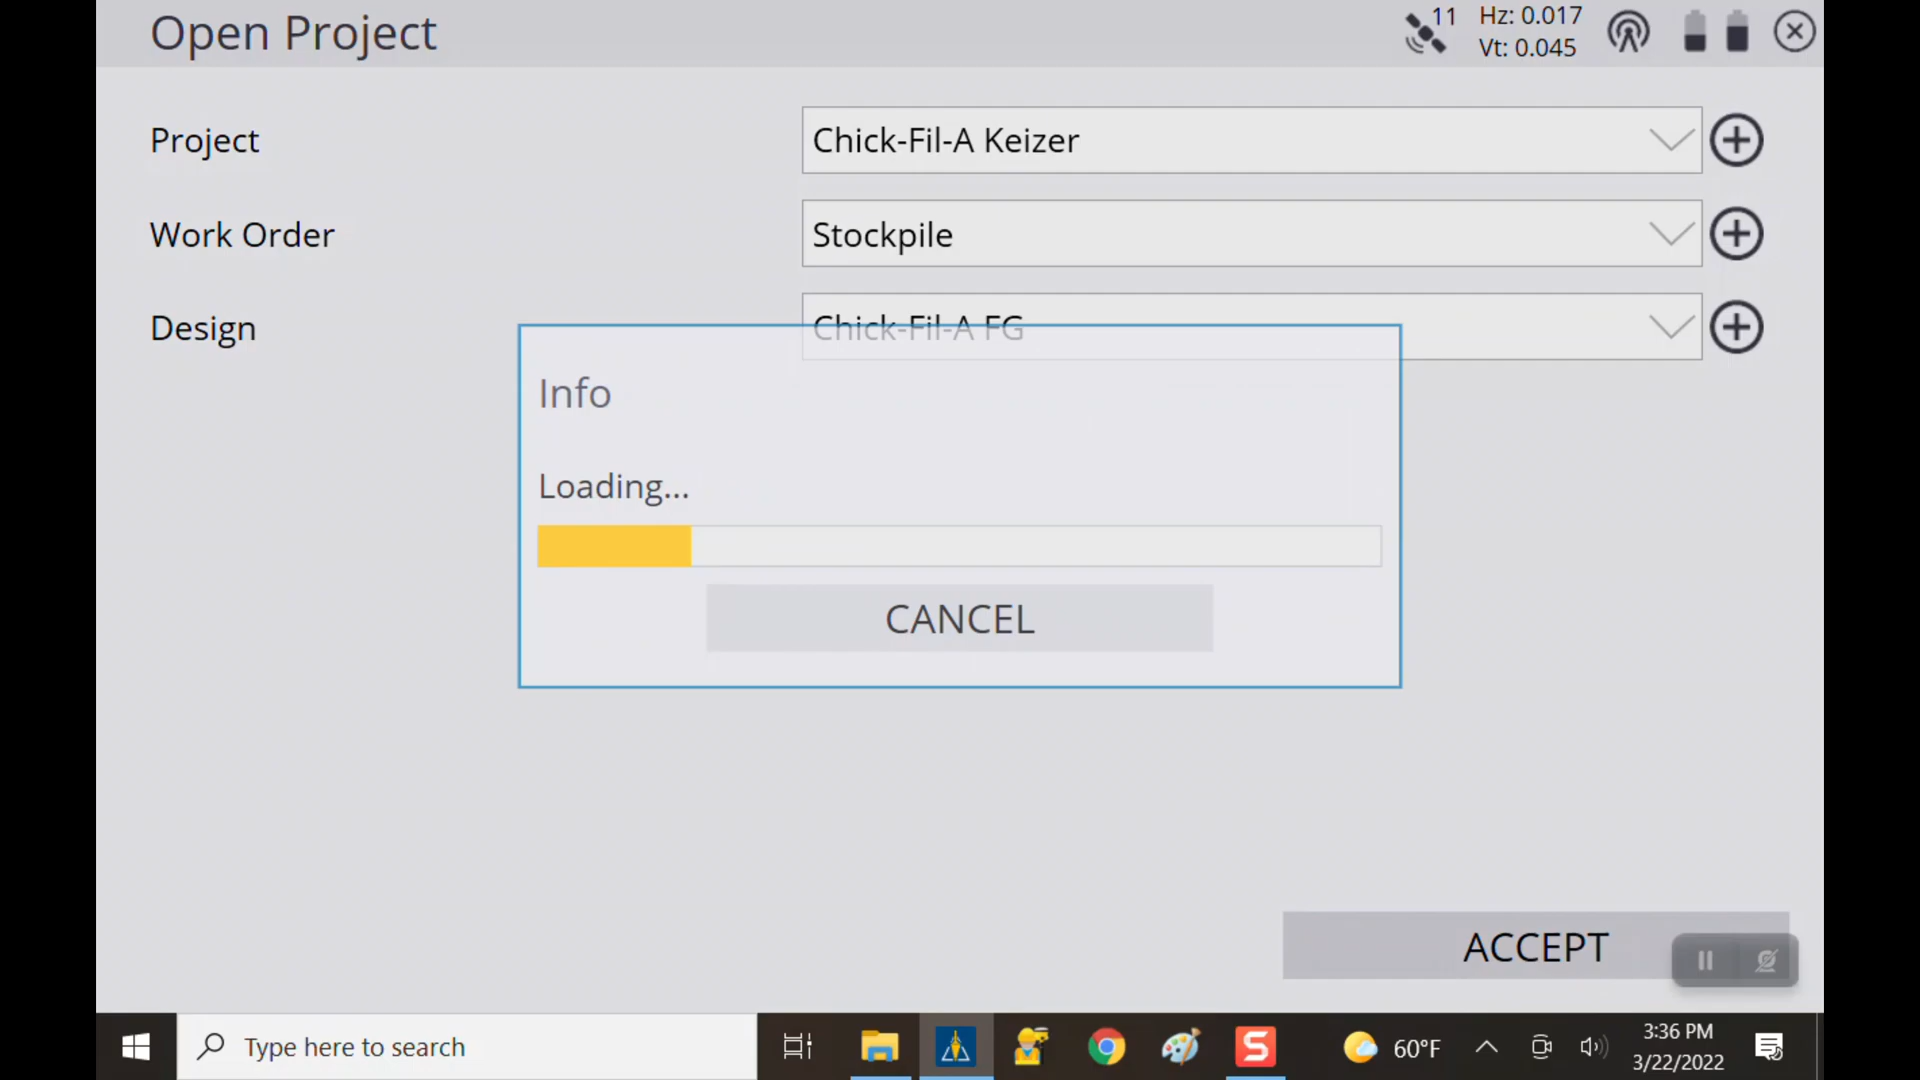 Open Project
11
Hz: 0.017
Vt: 0.045
Project
Chick-Fil-A Keizer
Work Order
Stockpile
Design
Chick-Fil-A FG
Info
Loading...
CANCEL
ACCEPT
Type here to search
S
60°F
3:36 PM
3/22/2022